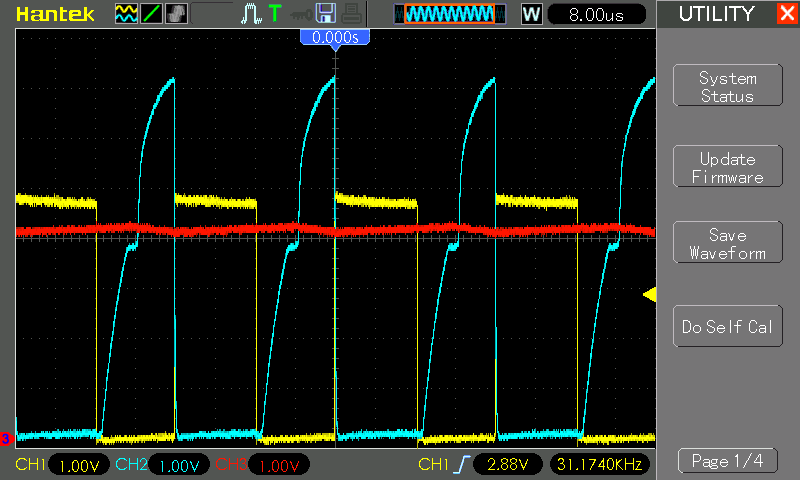 Hantek
T
W
8.00us
UTILITY
0.000s
System
Status
Update
Firmware
Save
Waveform
Do Self Cal
3
CH1 1.00V CH2 1.00V CH3 1.00V CH1 2.88V 31.1740KHz
Page 1/4